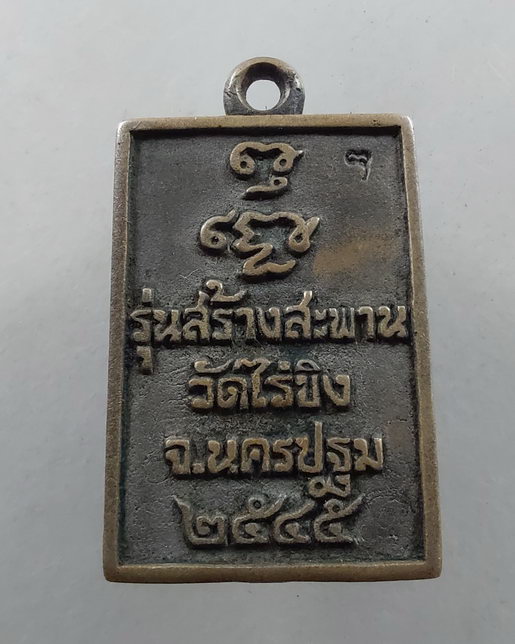 รุ่นสร้างสะพาน
วัดไร่ขิง
จ.นครปฐม
๒๕๔๕